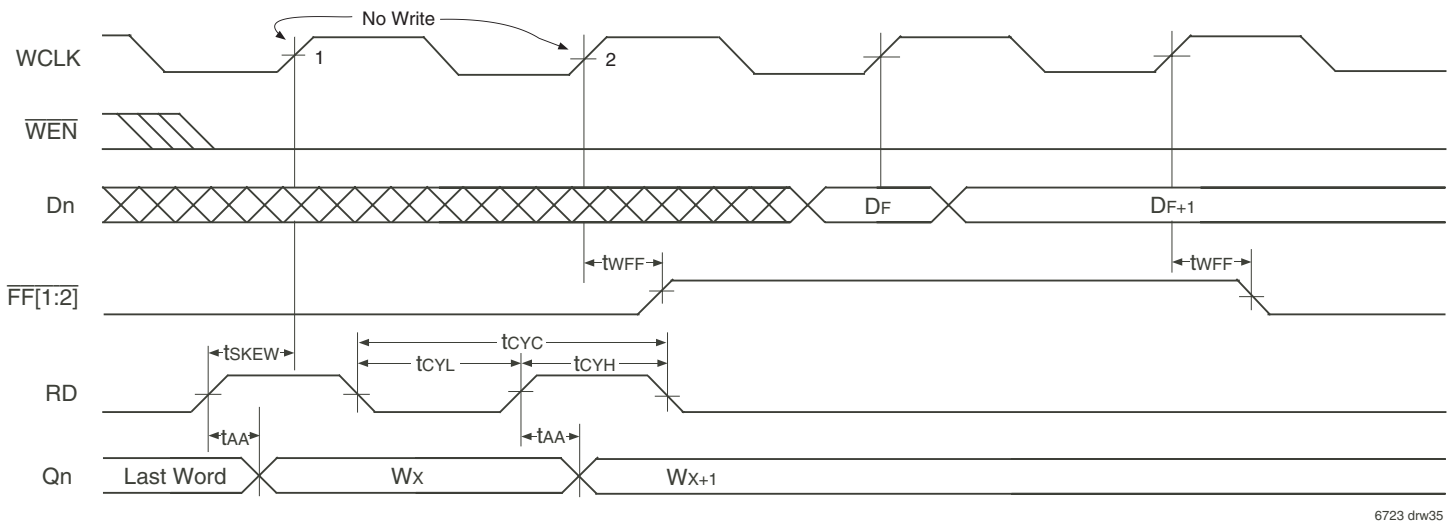 No Write
WCLK 1 2
WEN
Dn DF DF+1
tWFF tWFF
FF[1:2]
tCYC
tSKEW tCYL tCYH
RD
tAA tAA
Qn Last Word WX WX+1
6723 drw35